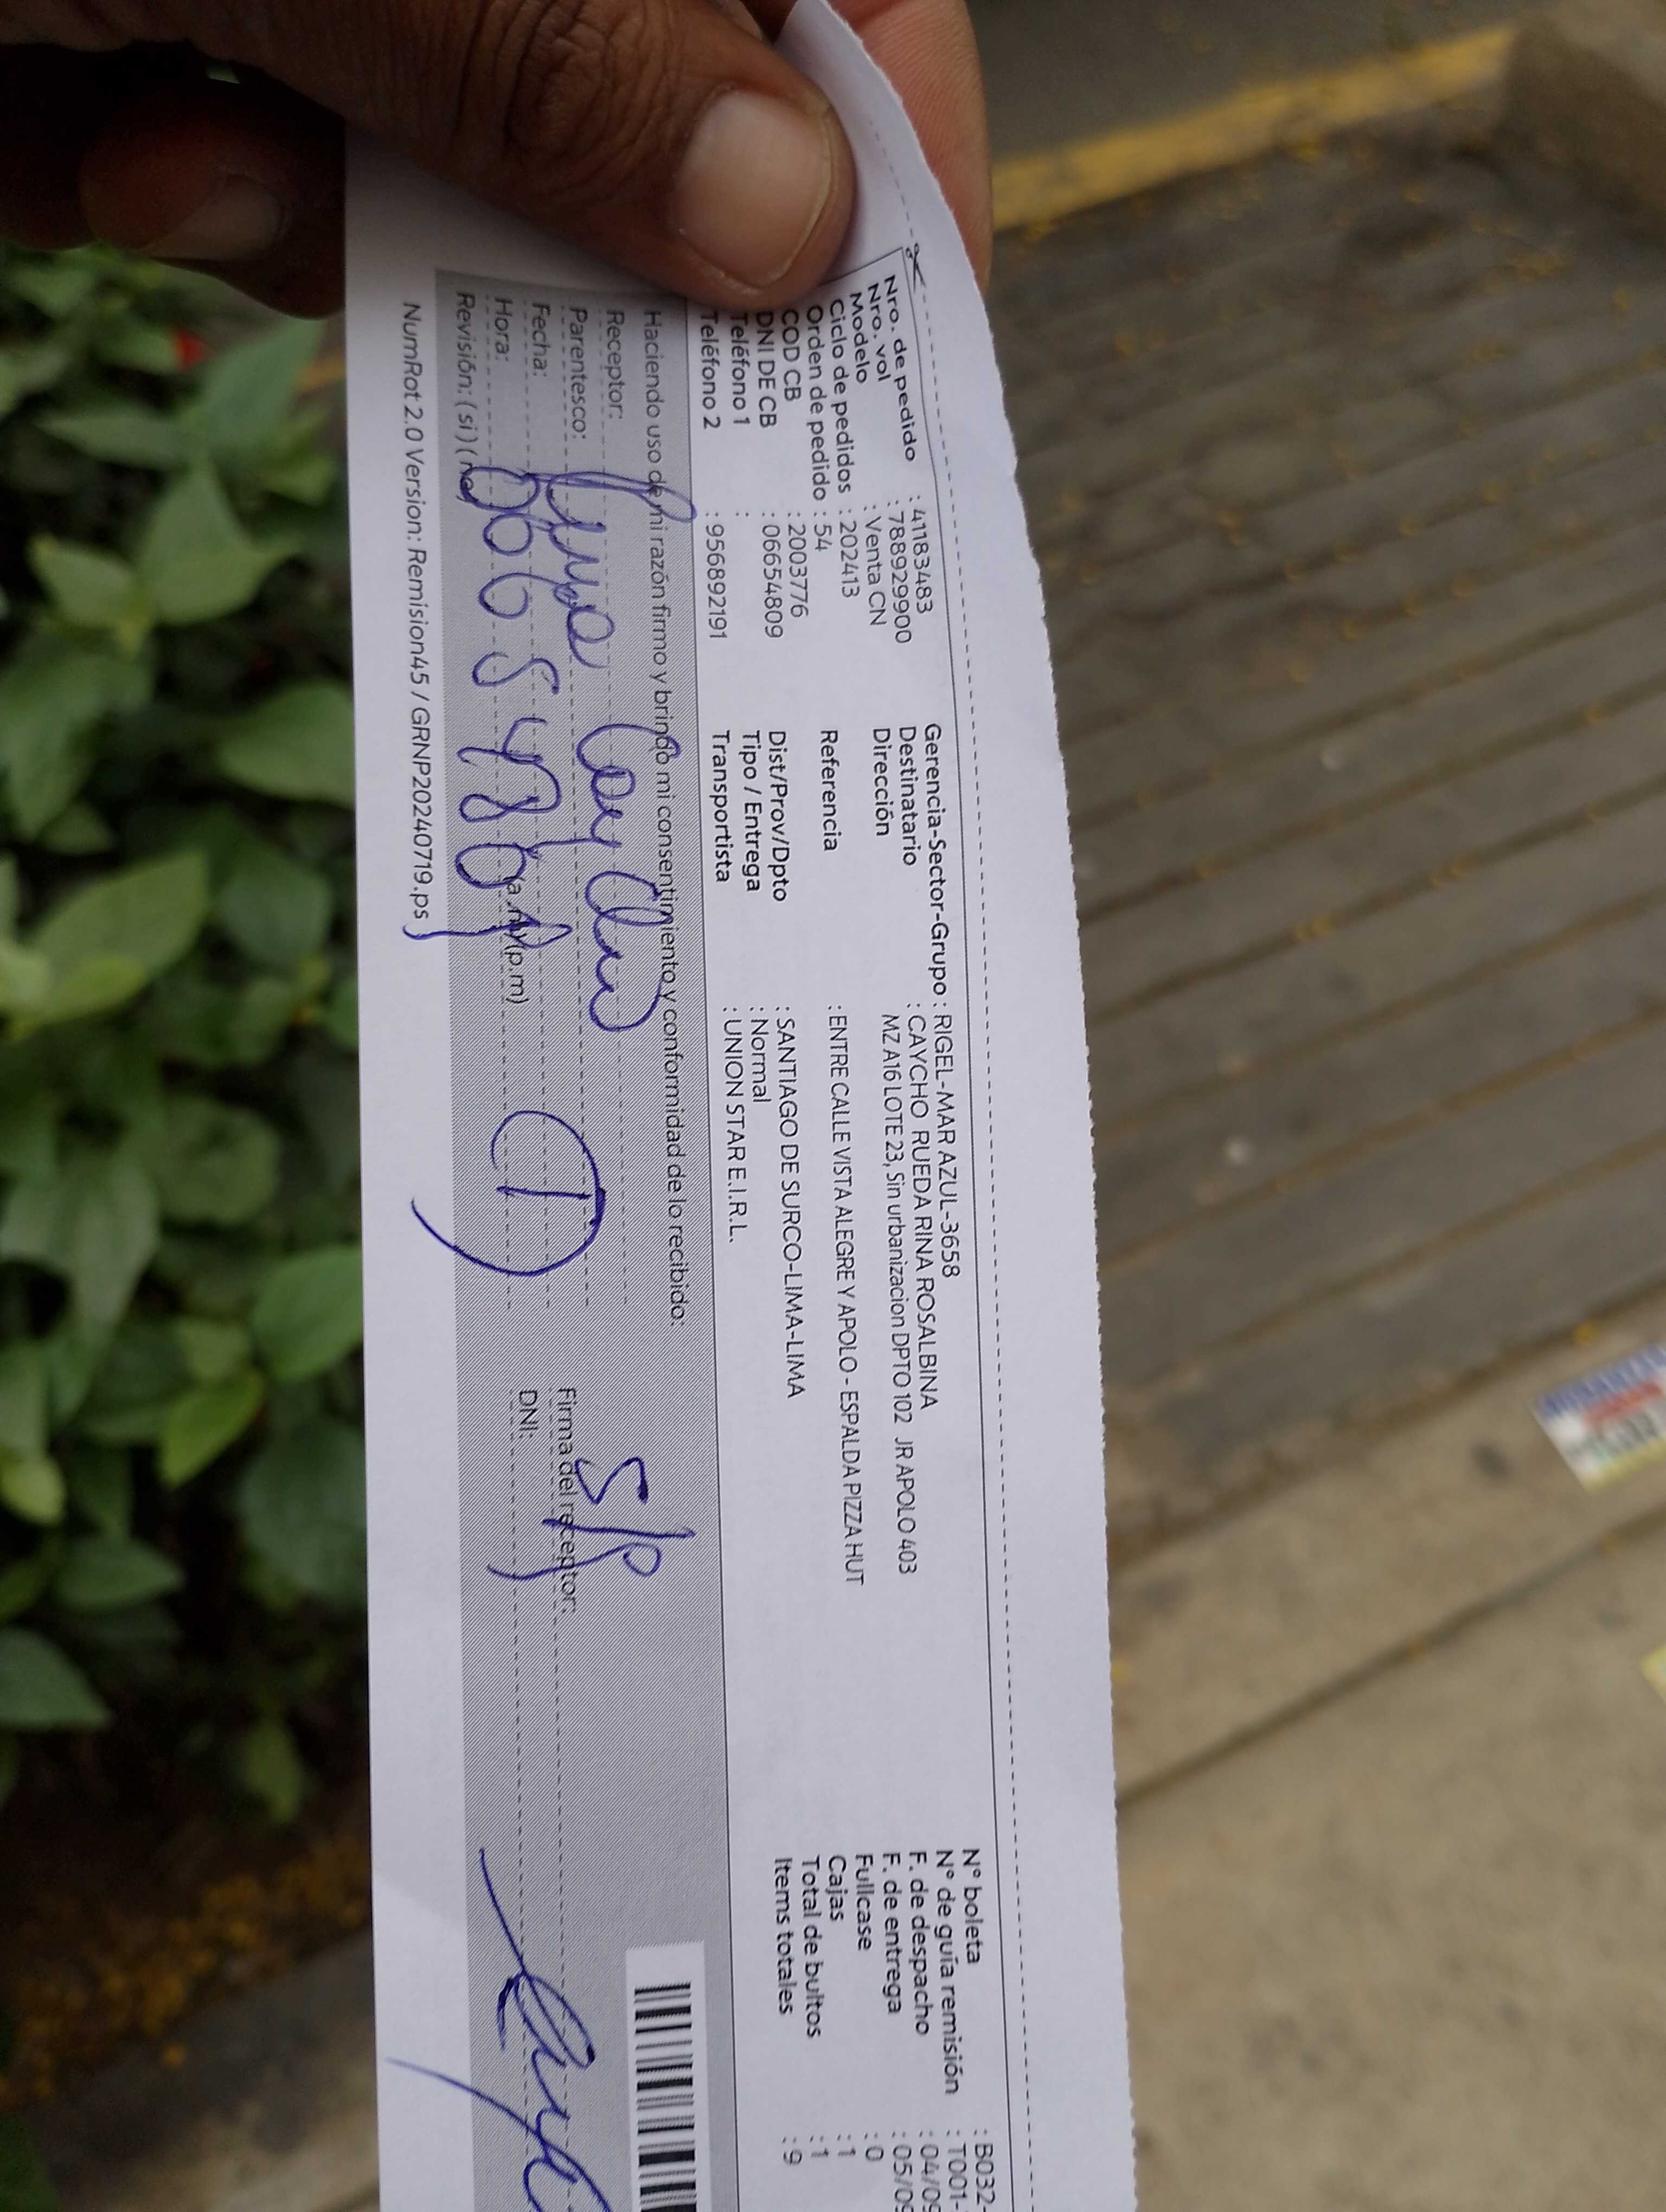 Nro. de pedido : 41183483
Nro. vol : 788929900
Modelo : Venta CN
Ciclo de pedidos : 202413
Orden de pedido : 54
COD CB : 2003776
DNI DE CB : 06654809
Teléfono 1 :
Teléfono 2 : 956892191
Gerencia-Sector-Grupo : RIGEL-MAR AZUL-3658
Destinatario : CAYCHO RUEDA RINA ROSALBINA
Dirección MZ A16 LOTE 23, Sin urbanizacion DPTO 102 JR APOLO 403
Referencia : ENTRE CALLE VISTA ALEGRE Y APOLO - ESPALDA PIZZA HUT
Dist/Prov/Dpto : SANTIAGO DE SURCO-LIMA-LIMA
Tipo / Entrega : Normal
Transportista : UNION STAR E.I.R.L.
N° boleta : B032-
N° de guía remisión : T001-
F. de despacho : 04/09
F. de entrega : 05/09
Fullcase : 0
Cajas : 1
Total de bultos : 1
Items totales : 9
Haciendo uso de mi razón firmo y brindo mi consentimiento y conformidad de lo recibido:
Receptor:
Parentesco:
Fecha:
Hora: (a.m) (p.m)
Revisión: (si) (no)
T
S/P
Firma del receptor:
DNI:
NumRot 2.0 Version: Remision45 / GRNP20240719.ps